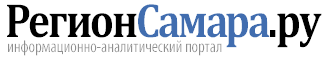 РегионСамара.ру
информационно-аналитический портал